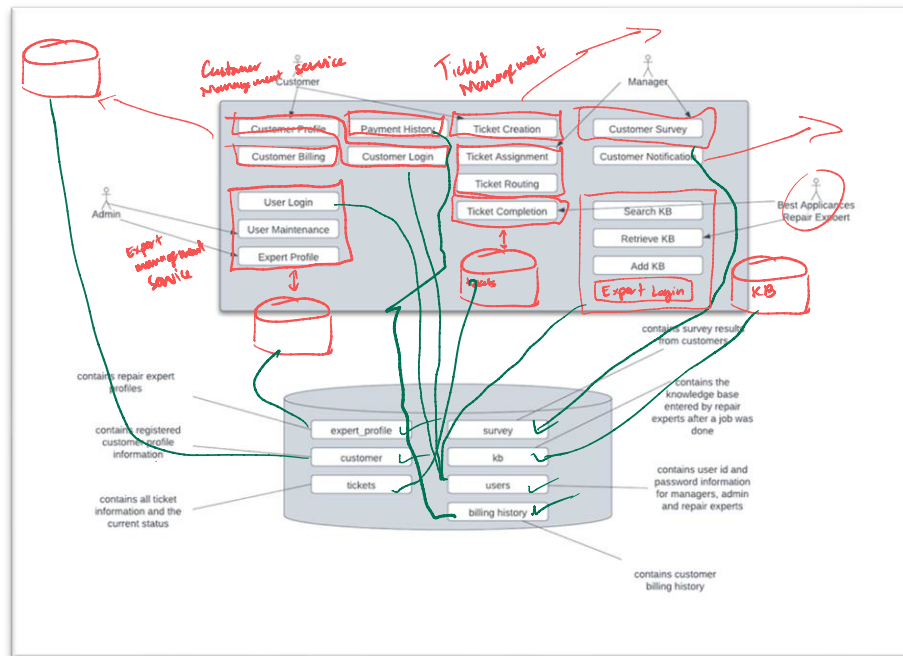 Customer
Managment service
Customer
Ticket
Managment
Manager
Customer Profile
Payment History
Ticket Creation
Customer Survey
Customer Billing
Customer Login
Ticket Assignment
Customer Notification
Ticket Routing
Admin
User Login
User Maintenance
Expert Profile
Expert
managment
service
Ticket Completion
Search KB
Retrieve KB
Add KB
Expert Login
Best Applicances
Repair Expoert
KB
contains survey results
from customers
contains repair expert
profiles
contains the
knowledge base
entered by repair
experts after a job was
done
expert_profile
survey
contains registered
customer profile
information
customer
kb
tickets
users
contains all ticket
information and the
current status
contains user id and
password information
for managers, admin
and repair experts
billing history
contains customer
billing history